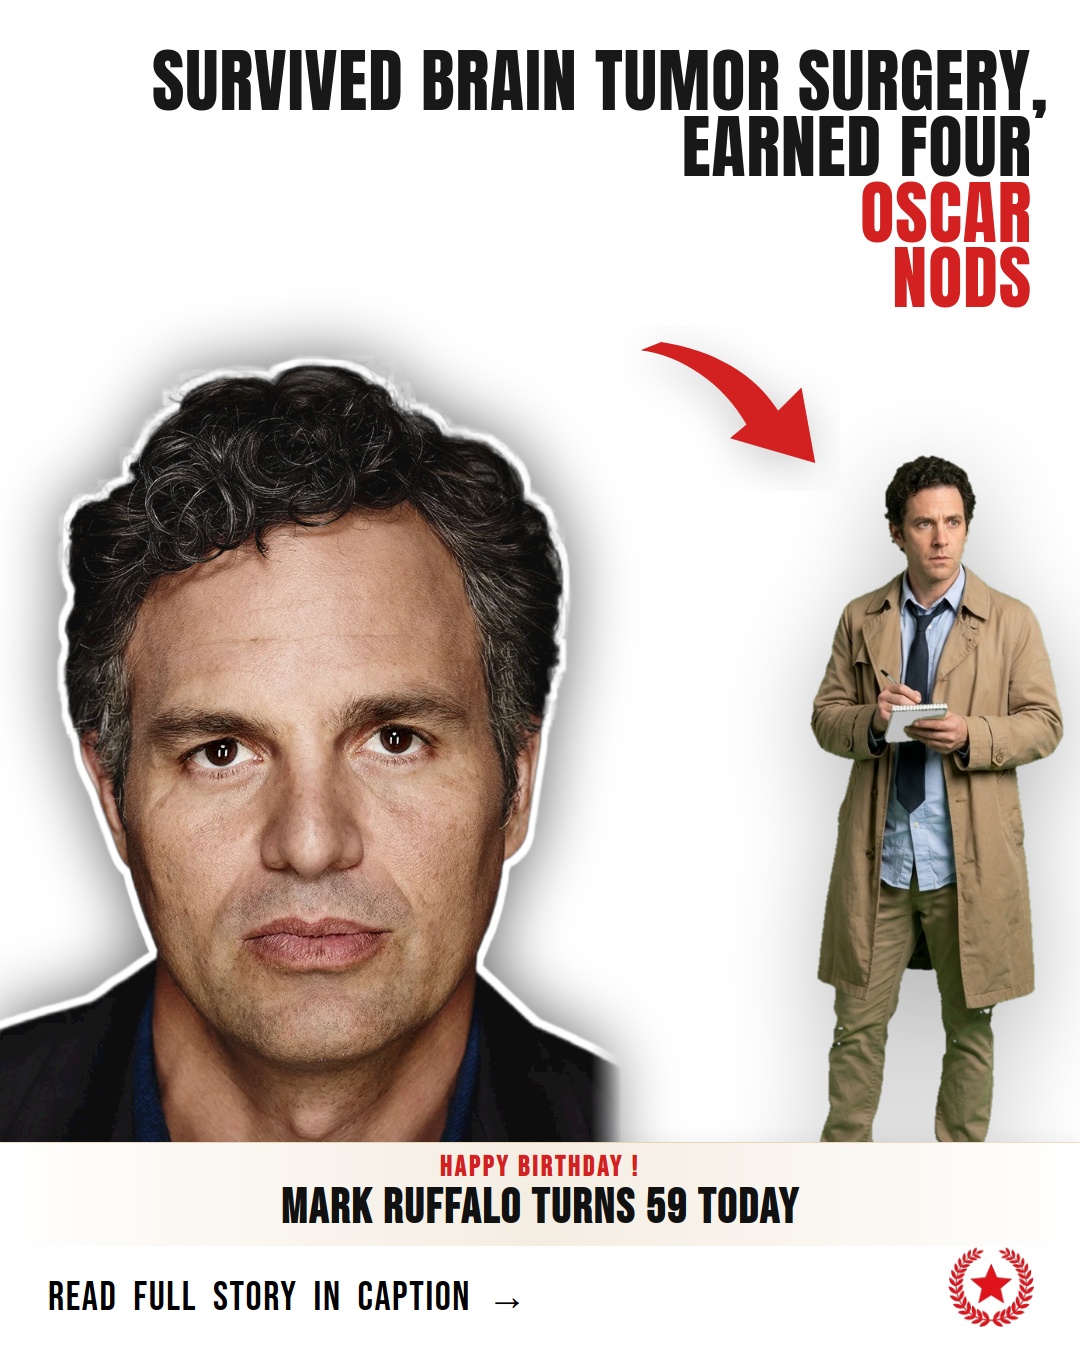 SURVIVED BRAIN TUMOR SURGERY,
EARNED FOUR
OSCAR
NODS
HAPPY BIRTHDAY !
MARK RUFFALO TURNS 59 TODAY
READ FULL STORY IN CAPTION →